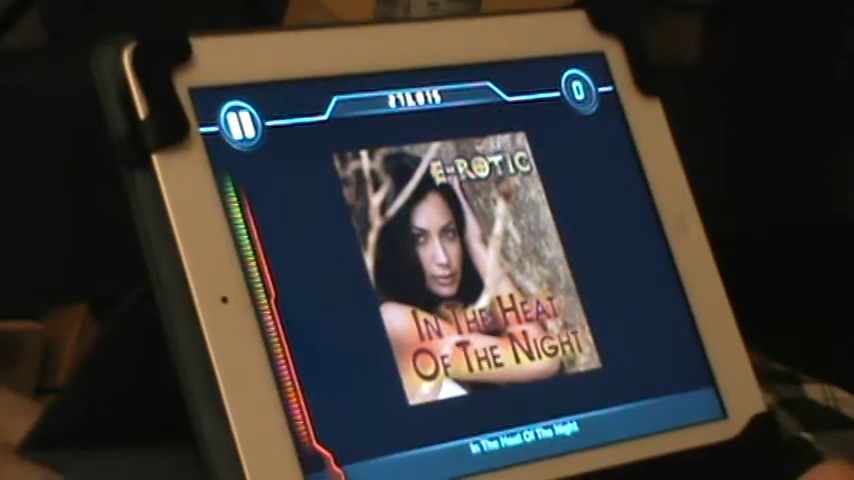 0
E-ROTIC
IN THE HEAT
OF THE NIGHT
In The Heat Of The Night